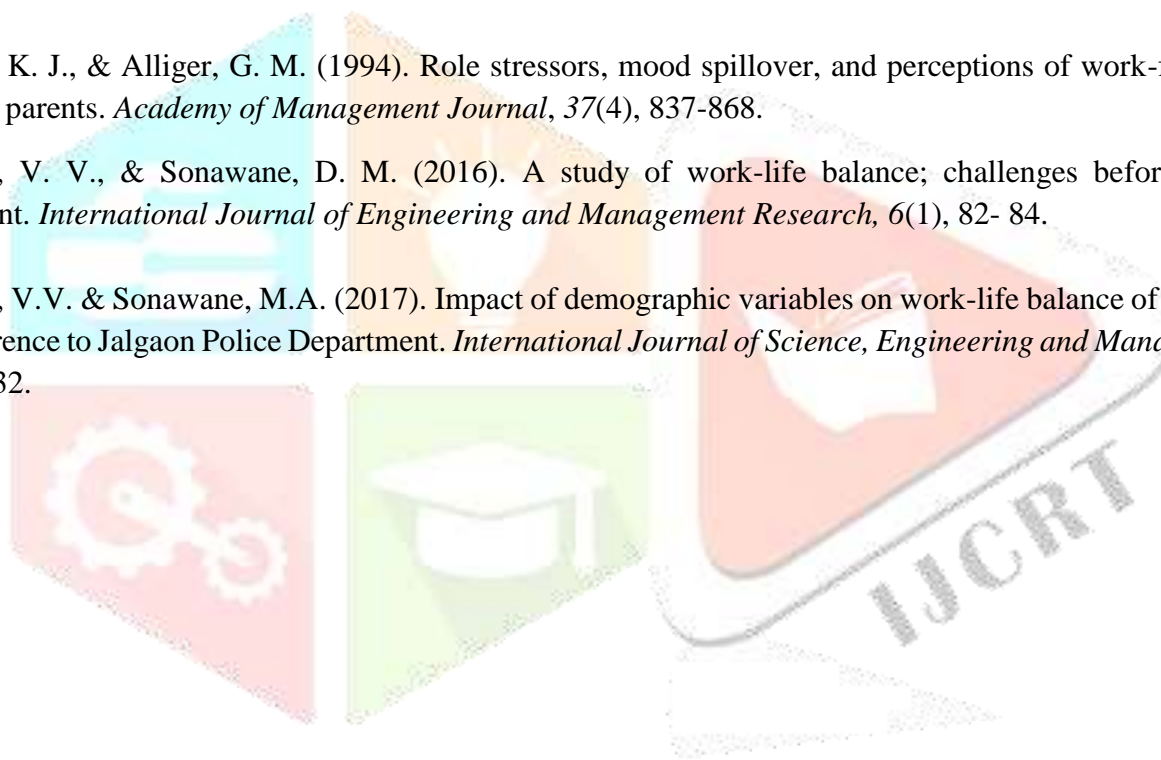 K. J., & Alliger, G. M. (1994). Role stressors, mood spillover, and perceptions of work-
parents. Academy of Management Journal, 37(4), 837-868.
, V. V., & Sonawane, D. M. (2016). A study of work-life balance; challenges befor
nt. International Journal of Engineering and Management Research, 6(1), 82- 84.
, V.V. & Sonawane, M.A. (2017). Impact of demographic variables on work-life balance of
rence to Jalgaon Police Department. International Journal of Science, Engineering and Mana
32.
IJCRT